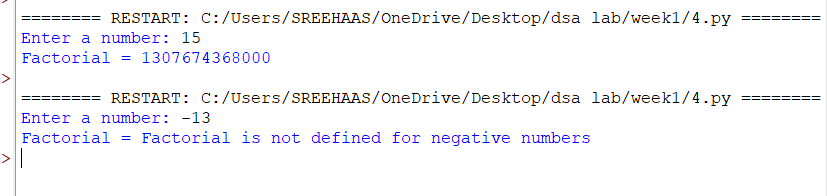 ======== RESTART: C:/Users/SREEHAAS/OneDrive/Desktop/dsa lab/week1/4.py ========
Enter a number: 15
Factorial = 1307674368000
>
======== RESTART: C:/Users/SREEHAAS/OneDrive/Desktop/dsa lab/week1/4.py ========
Enter a number: -13
Factorial = Factorial is not defined for negative numbers
>